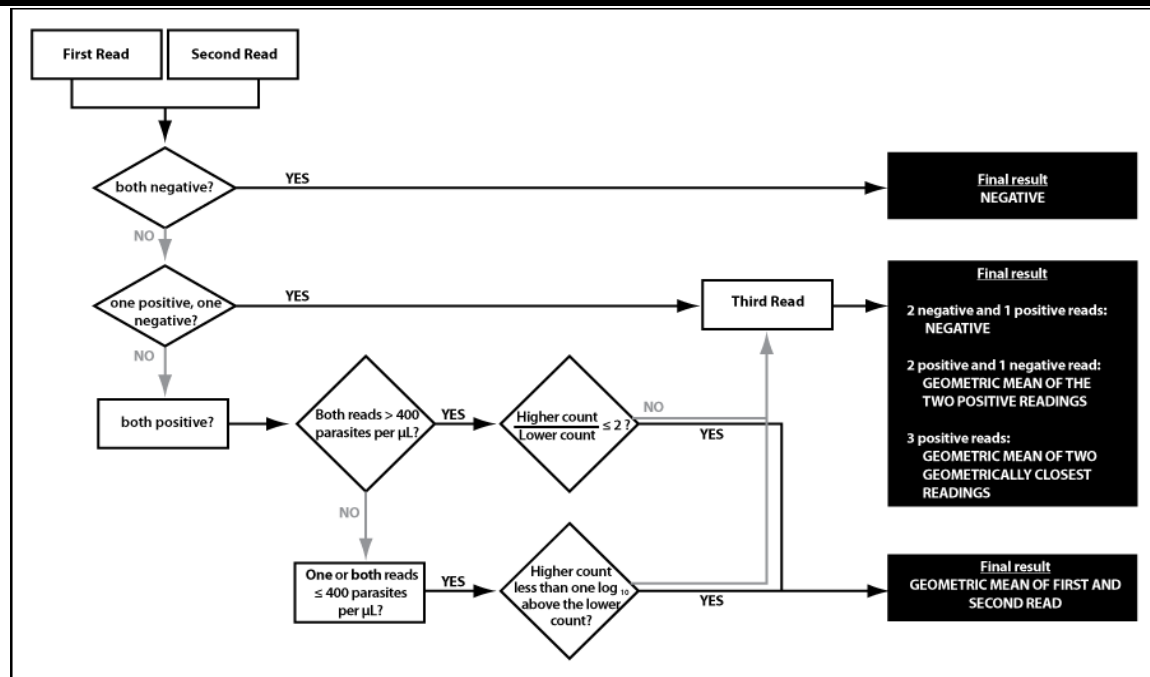 First Read
Second Read
both negative?
YES
Final result
NEGATIVE
NO
one positive, one
negative?
YES
Third Read
Final result
2 negative and 1 positive reads:
NEGATIVE
2 positive and 1 negative read:
GEOMETRIC MEAN OF THE
TWO POSITIVE READINGS
3 positive reads:
GEOMETRIC MEAN OF TWO
GEOMETRICALLY CLOSEST
READINGS
NO
both positive?
Both reads > 400
parasites per µL?
YES
Higher count
Lower count
≤ 2 ?
NO
YES
NO
One or both reads
≤ 400 parasites
per µL?
YES
Higher count
less than one log 10
above the lower
count?
YES
Final result
GEOMETRIC MEAN OF FIRST AND
SECOND READ